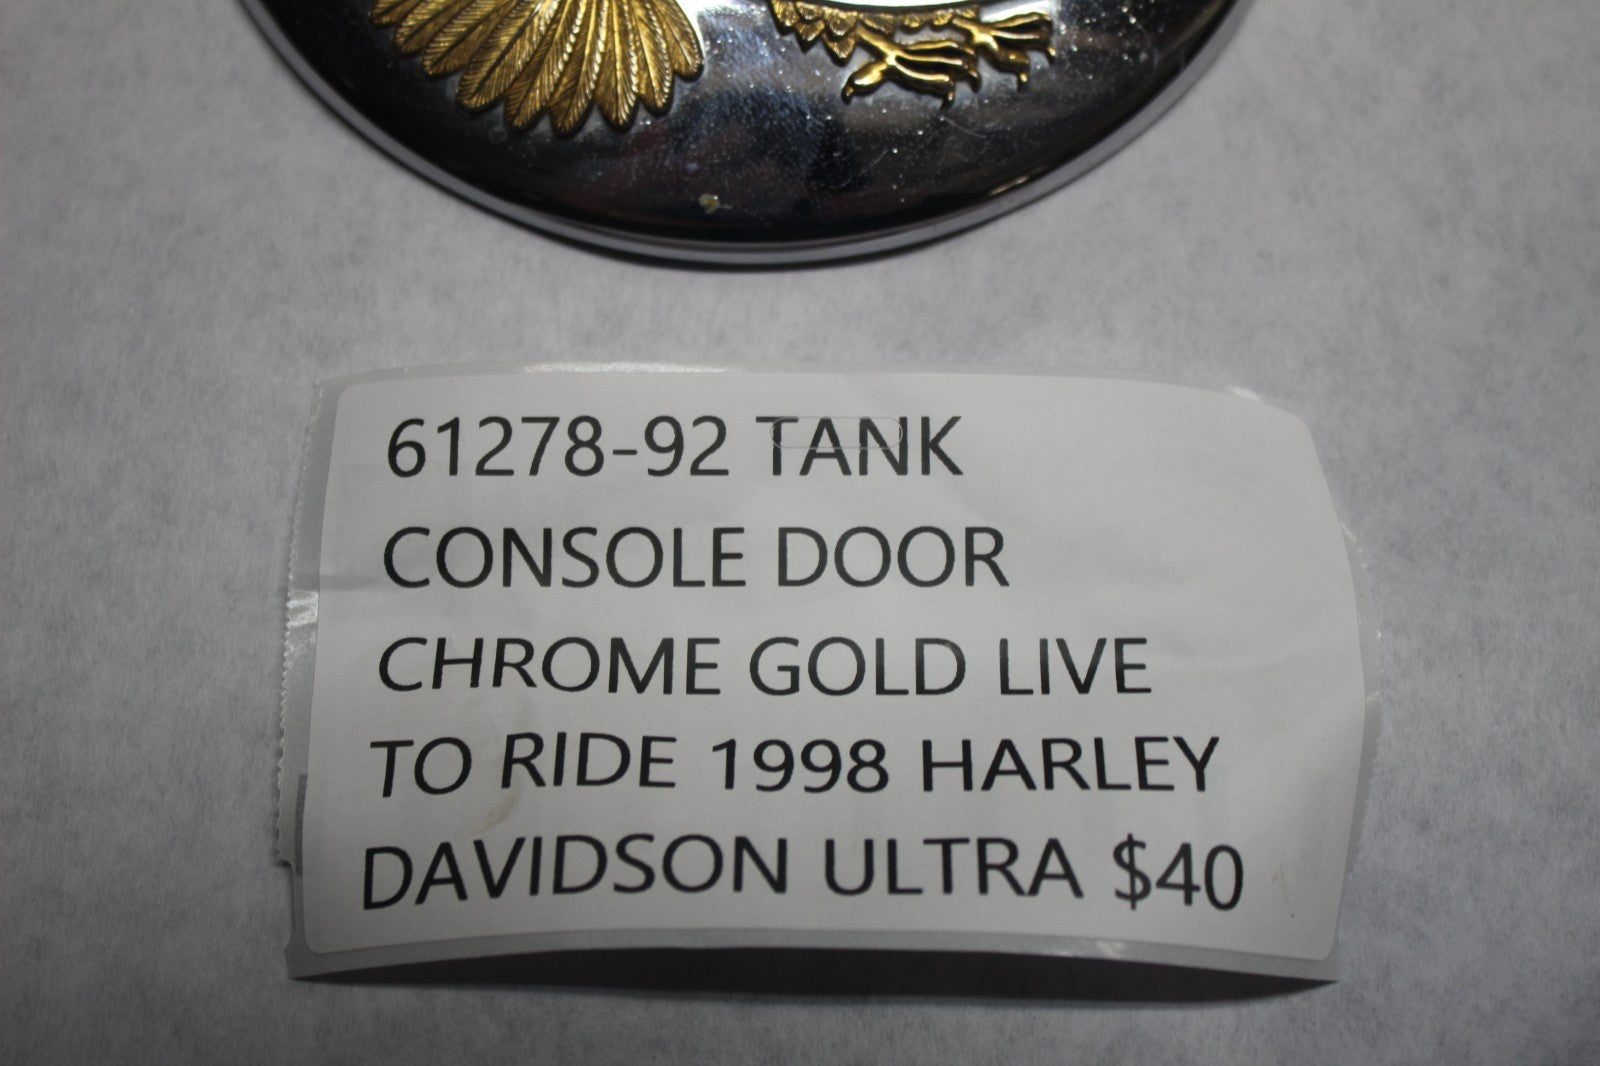 61278-92 TANK
CONSOLE DOOR
CHROME GOLD LIVE
TO RIDE 1998 HARLEY
DAVIDSON ULTRA $40